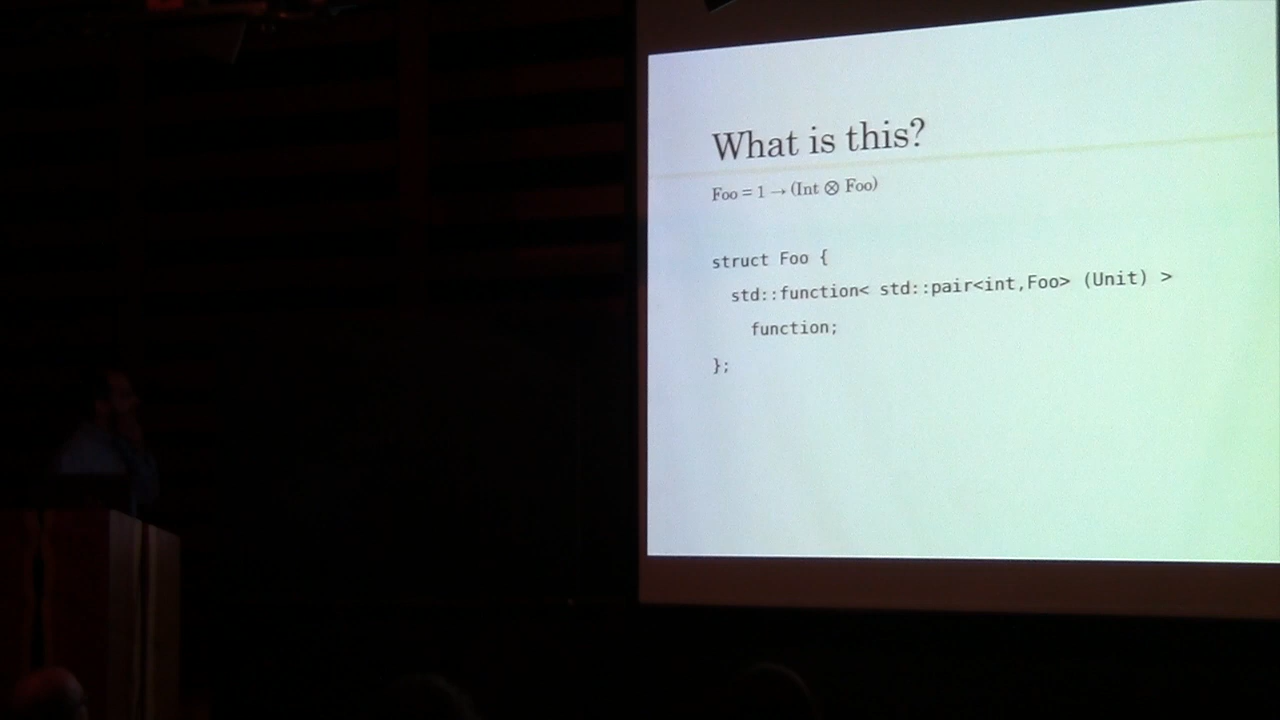 What is this?
Foo = 1 → (Int ⊗ Foo)
struct Foo {
std::function< std::pair<int,Foo> (Unit) >
function;
};